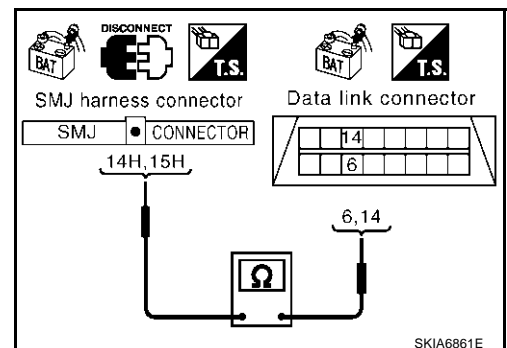 DISCONNECT
BAT
T.S.
BAT
T.S.
SMJ harness connector
Data link connector
SMJ CONNECTOR
14
6
14H,15H
6,14
Ω
SKIA6861E